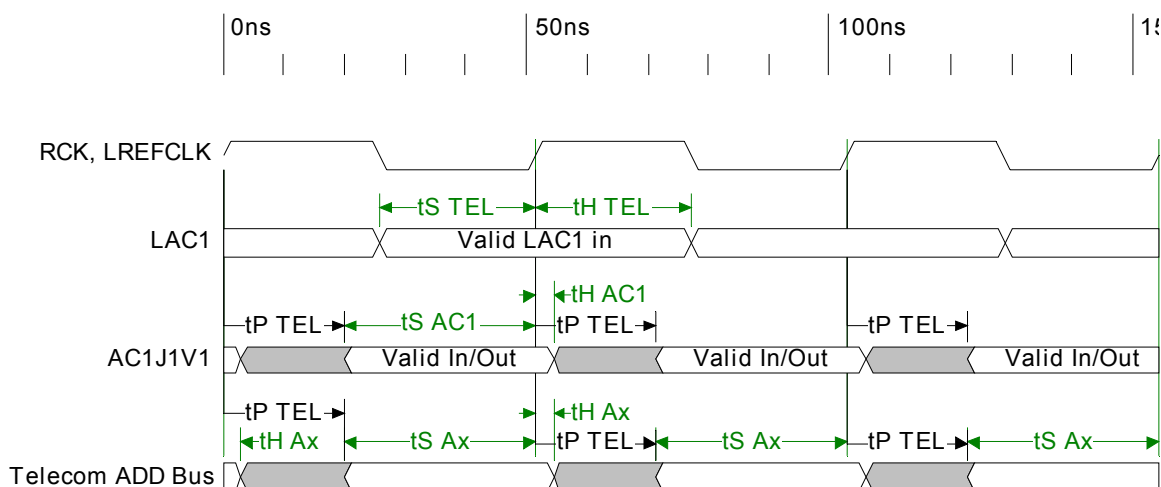 0ns 50ns 100ns 15
RCK, LREFCLK
tS TEL tH TEL
LAC1 Valid LAC1 in
tH AC1
tP TEL tS AC1 tP TEL tP TEL
AC1J1V1 Valid In/Out Valid In/Out Valid In/Out
tP TEL tH Ax
tH Ax tS Ax tP TEL tS Ax tP TEL tS Ax
Telecom ADD Bus